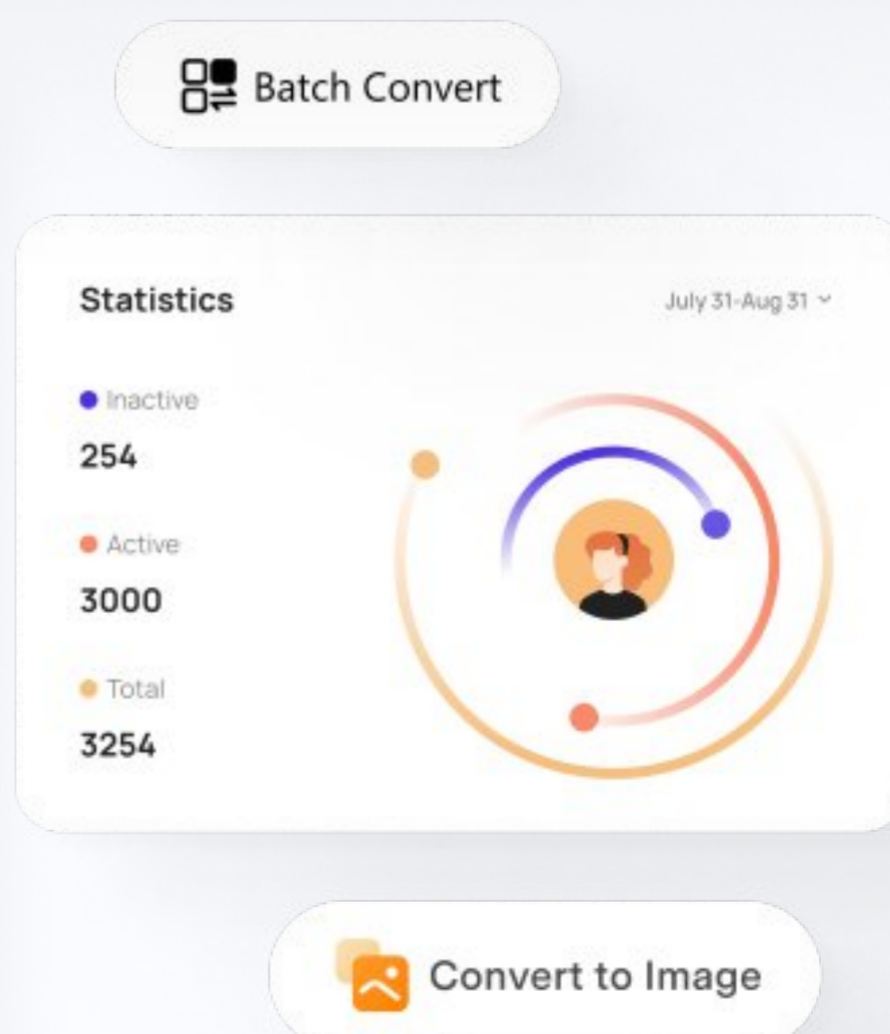 Batch Convert
Statistics
July 31-Aug 31
Inactive
254
Active
3000
Total
3254
Convert to Image